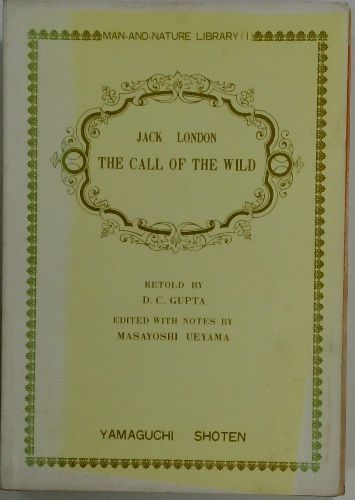 MAN-AND-NATURE LIBRARY (1)
JACK LONDON
THE CALL OF THE WILD
RETOLD BY
D. C. GUPTA
EDITED WITH NOTES BY
MASAYOSHI UEYAMA
YAMAGUCHI SHOTEN